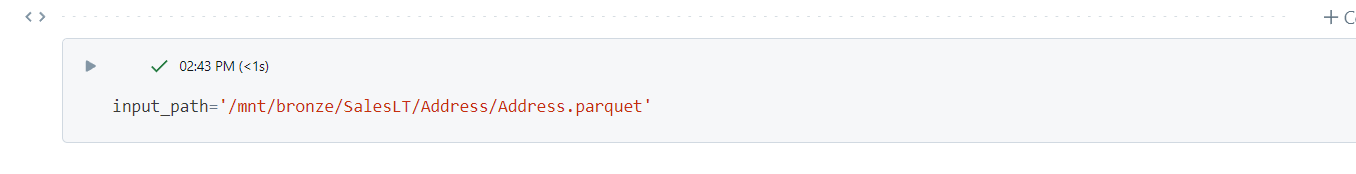 + C
02:43 PM (<1s)
input_path='/mnt/bronze/SalesLT/Address/Address.parquet'